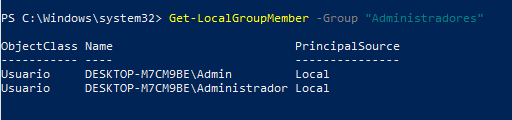 PS C:\Windows\system32> Get-LocalGroupMember -Group "Administradores"
ObjectClass Name PrincipalSource
----------- ---- ---------------
Usuario DESKTOP-M7CM9BE\Admin Local
Usuario DESKTOP-M7CM9BE\Administrador Local